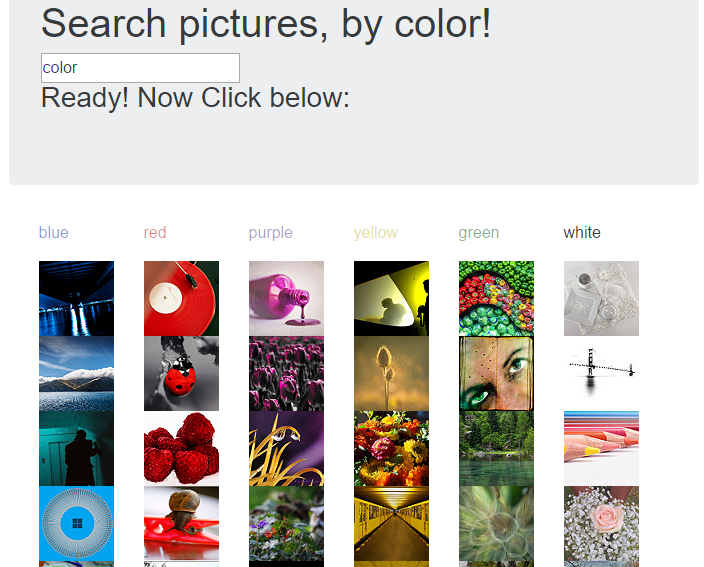 Search pictures, by color!
color
Ready! Now Click below:
blue red purple yellow green white